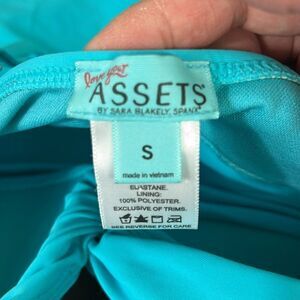 love your
ASSETS
BY SARA BLAKELY, SPANX
S
made in vietnam
ELASTANE.
LINING:
100% POLYESTER.
EXCLUSIVE OF TRIMS.
SEE REVERSE FOR CARE